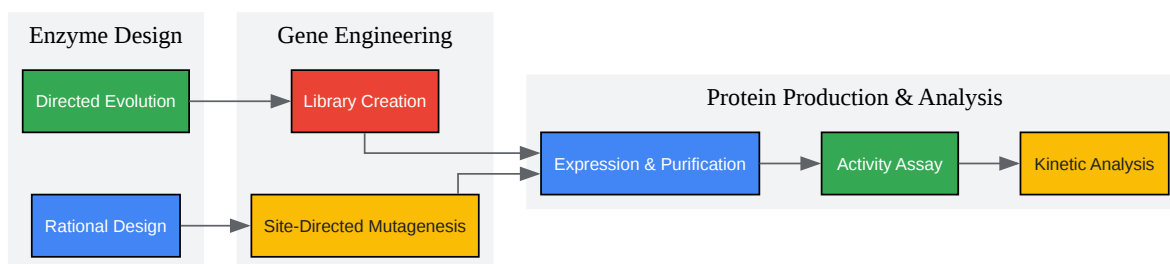 Enzyme Design
Gene Engineering
Protein Production & Analysis
Directed Evolution
Library Creation
Expression & Purification
Activity Assay
Kinetic Analysis
Rational Design
Site-Directed Mutagenesis